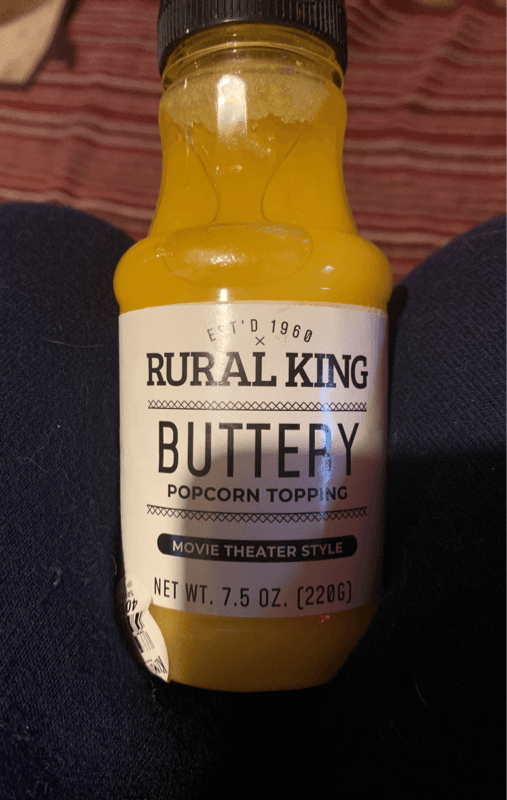 EST'D 1960
RURAL KING
BUTTERY
POPCORN TOPPING
MOVIE THEATER STYLE
NET WT. 7.5 OZ. (220G)